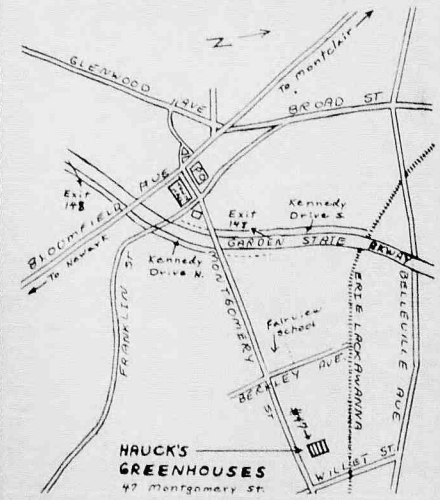 GLENWOOD AVE
N
To Montclair
BROAD ST
PO
Exit
148
BLOOMFIELD AVE
To Newark
Kennedy
Drive S.
Exit
148
GARDEN STATE PKWAY
Kennedy
Drive N.
FRANKLIN ST
MONTGOMERY ST
Fairview
School
BERKLEY AVE
ERIE LACKAWANNA
BELLEVILLE AVE
#47
WILLET ST.
HAUCK'S
GREENHOUSES
47 Montgomery St.